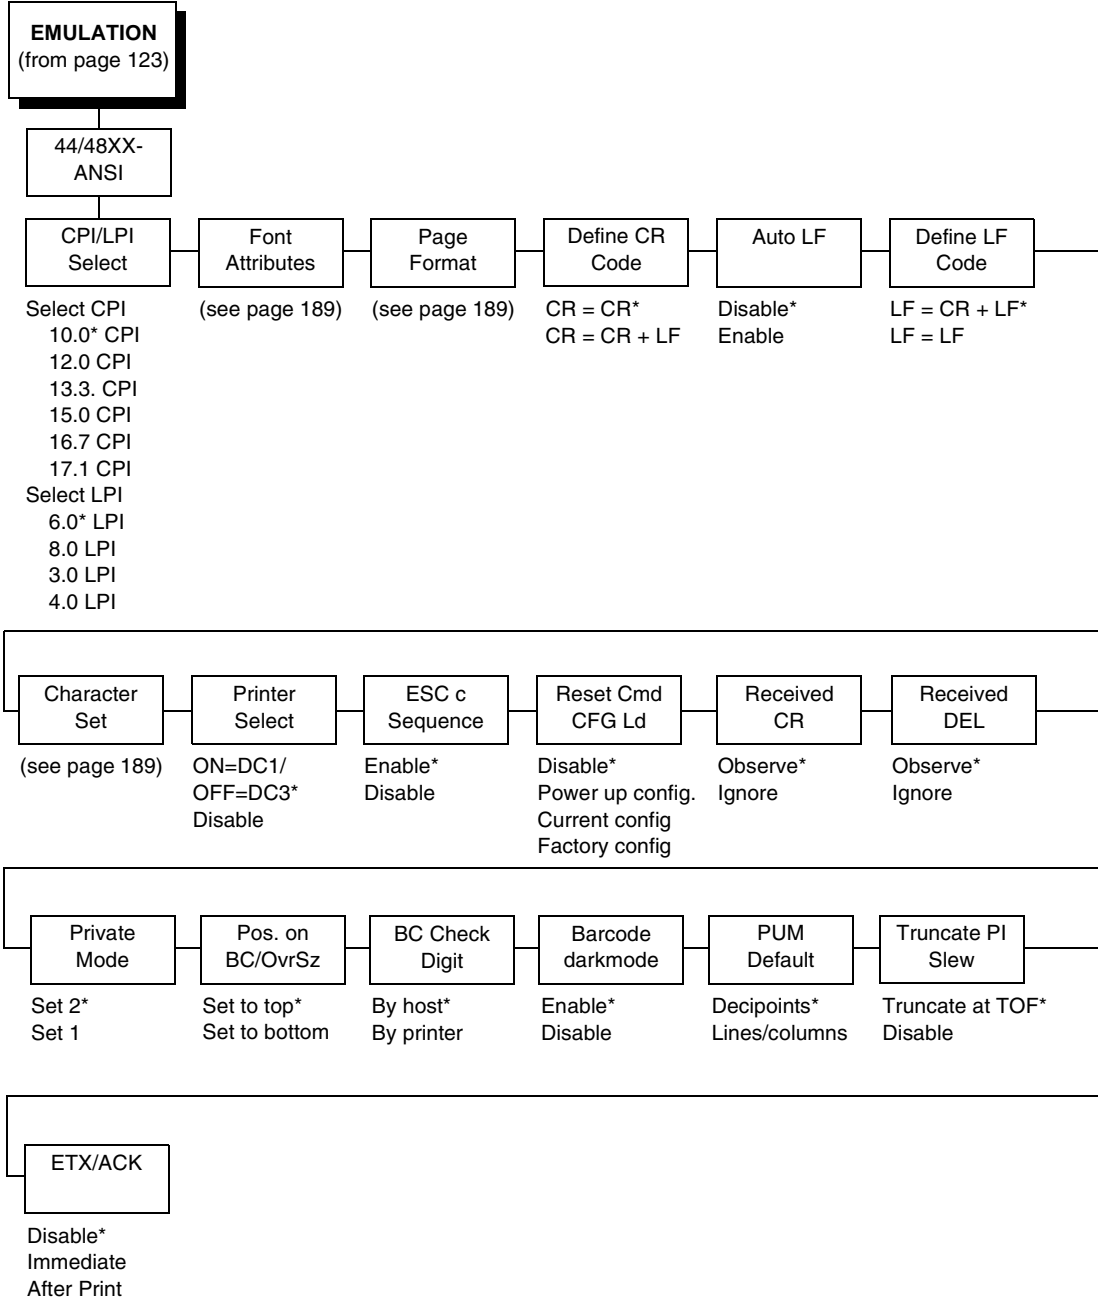 EMULATION
(from page 123)
44/48XX-
ANSI
CPI/LPI
Select
Select CPI
10.0* CPI
12.0 CPI
13.3. CPI
15.0 CPI
16.7 CPI
17.1 CPI
Select LPI
6.0* LPI
8.0 LPI
3.0 LPI
4.0 LPI
Font
Attributes
(see page 189)
Page
Format
(see page 189)
Define CR
Code
CR = CR*
CR = CR + LF
Auto LF
Disable*
Enable
Define LF
Code
LF = CR + LF*
LF = LF
Character
Set
(see page 189)
Printer
Select
ON=DC1/
OFF=DC3*
Disable
ESC c
Sequence
Enable*
Disable
Reset Cmd
CFG Ld
Disable*
Power up config.
Current config
Factory config
Received
CR
Observe*
Ignore
Received
DEL
Observe*
Ignore
Private
Mode
Set 2*
Set 1
Pos. on
BC/OvrSz
Set to top*
Set to bottom
BC Check
Digit
By host*
By printer
Barcode
darkmode
Enable*
Disable
PUM
Default
Decipoints*
Lines/columns
Truncate PI
Slew
Truncate at TOF*
Disable
ETX/ACK
Disable*
Immediate
After Print